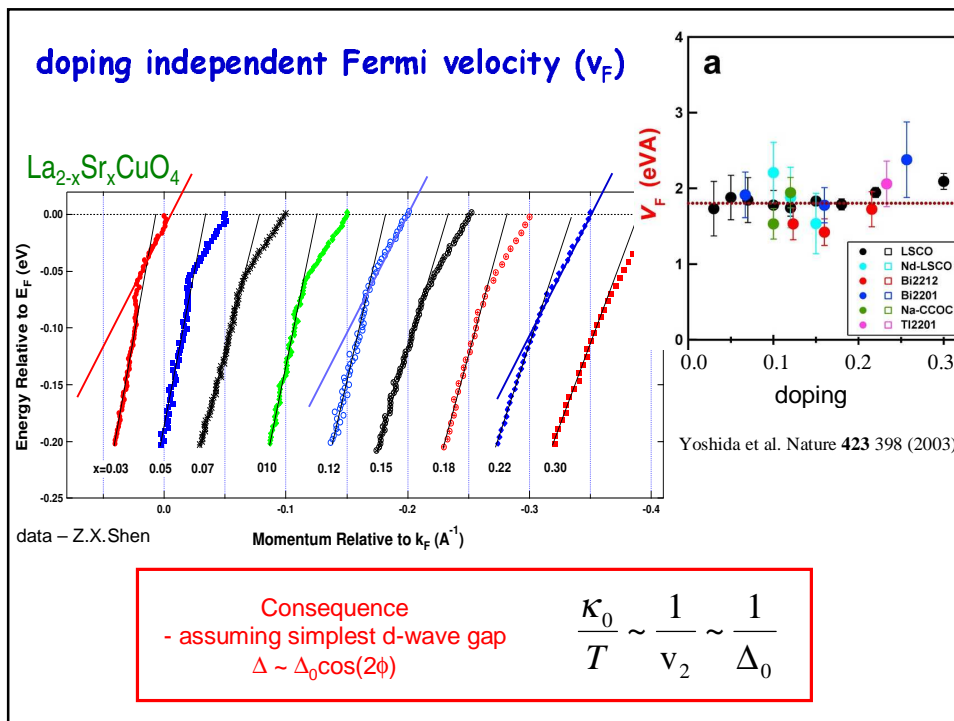 doping independent Fermi velocity (vF)
La2-xSrxCuO4
0.00
-0.05
-0.10
-0.15
-0.20
-0.25
Energy Relative to EF (eV)
x=0.03 0.05 0.07 010 0.12 0.15 0.18 0.22 0.30
0.0 -0.1 -0.2 -0.3 -0.4
Momentum Relative to kF (A-1)
data – Z.X.Shen
a
4
3
2
1
0
VF (eVA)
LSCO
Nd-LSCO
Bi2212
Bi2201
Na-CCOC
Tl2201
0.0 0.1 0.2 0.3
doping
Yoshida et al. Nature 423 398 (2003)
Consequence
- assuming simplest d-wave gap
Δ ~ Δ0cos(2ϕ)
κ0/T ~ 1/v2 ~ 1/Δ0